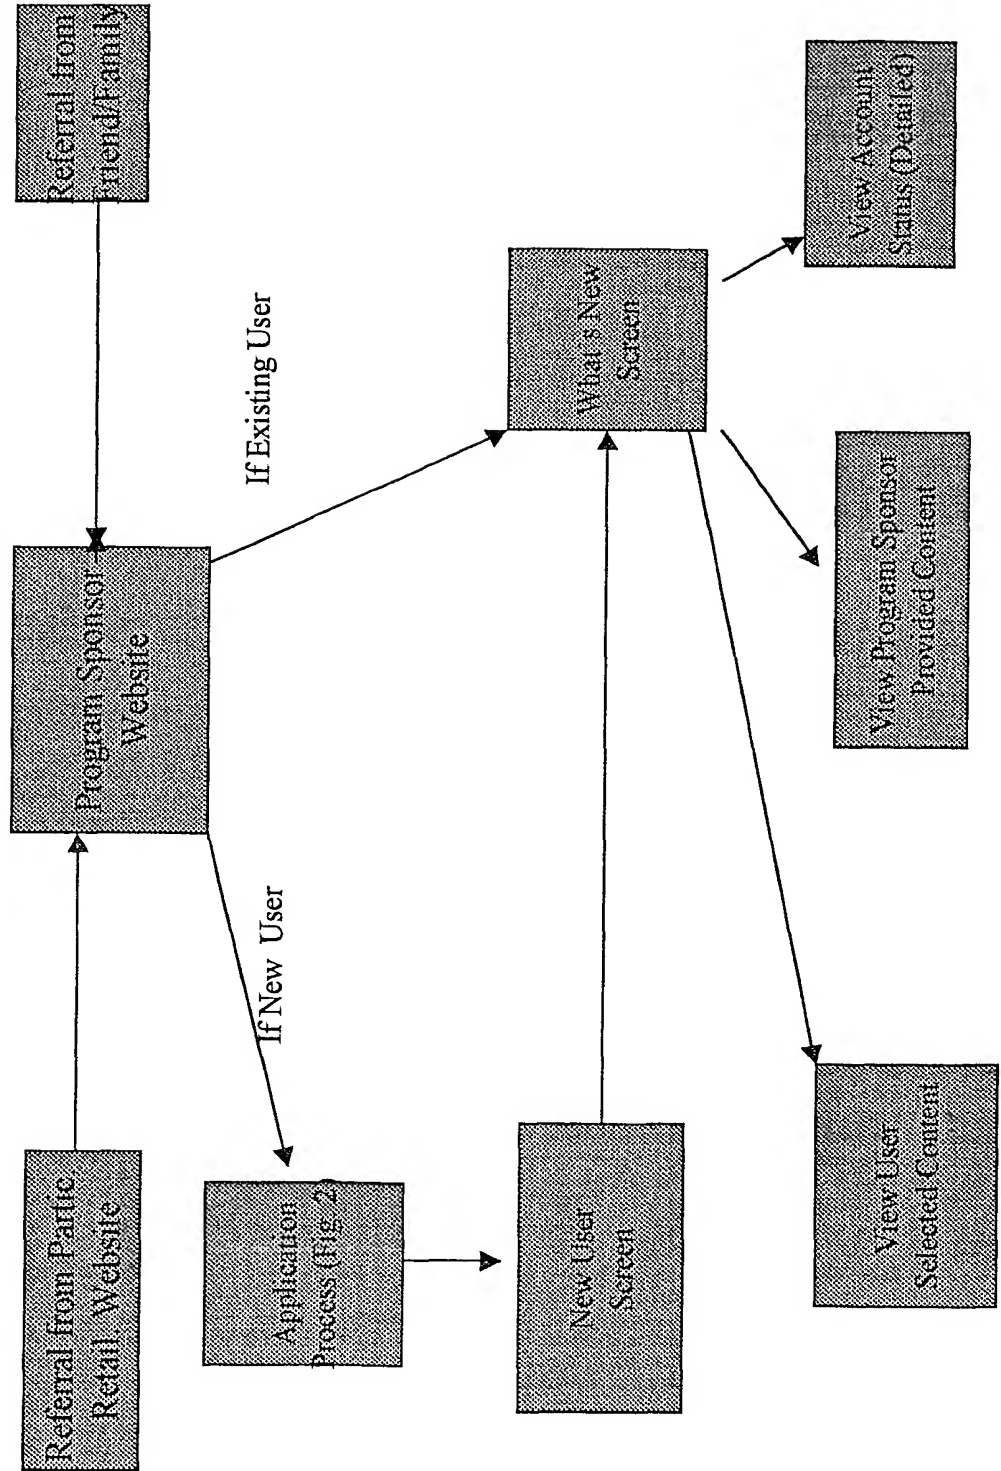 Referral from Partic.
Retail. Website
Program Sponsor
Website
Referral from
Friend/Family
If New User
If Existing User
Application
Process (Fig. 2)
New User
Screen
What's New
Screen
View User
Selected Content
View Program Sponsor
Provided Content
View Account
Status (Detailed)